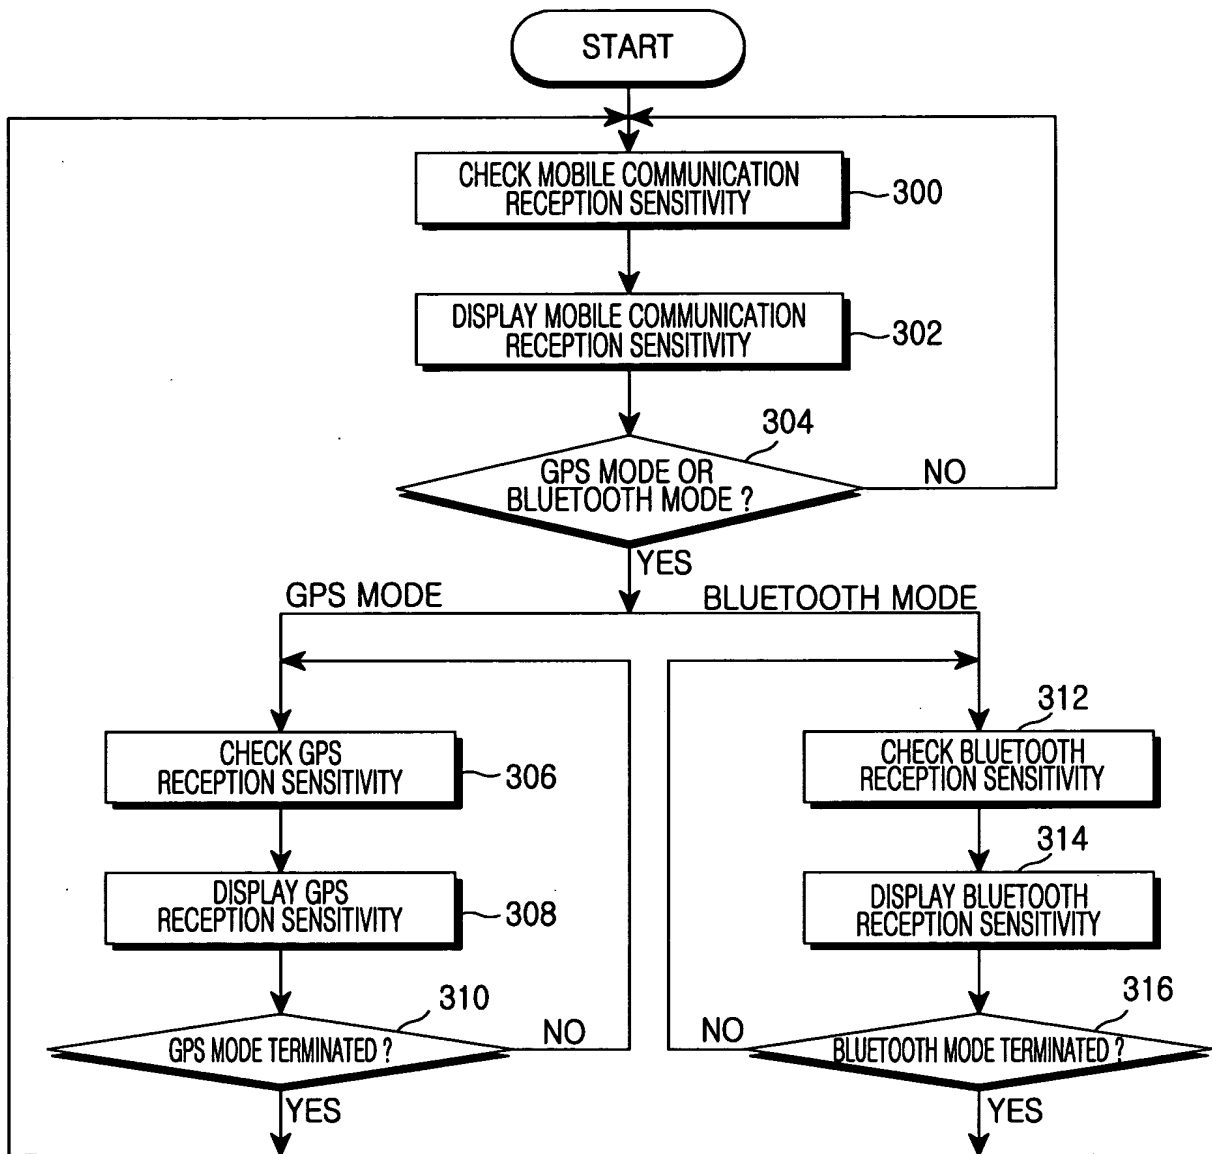 START
CHECK MOBILE COMMUNICATION
RECEPTION SENSITIVITY
300
DISPLAY MOBILE COMMUNICATION
RECEPTION SENSITIVITY
302
304
GPS MODE OR
BLUETOOTH MODE ?
NO
YES
GPS MODE
BLUETOOTH MODE
CHECK GPS
RECEPTION SENSITIVITY
306
DISPLAY GPS
RECEPTION SENSITIVITY
308
310
GPS MODE TERMINATED ?
NO
YES
312
CHECK BLUETOOTH
RECEPTION SENSITIVITY
314
DISPLAY BLUETOOTH
RECEPTION SENSITIVITY
316
NO
BLUETOOTH MODE TERMINATED ?
YES